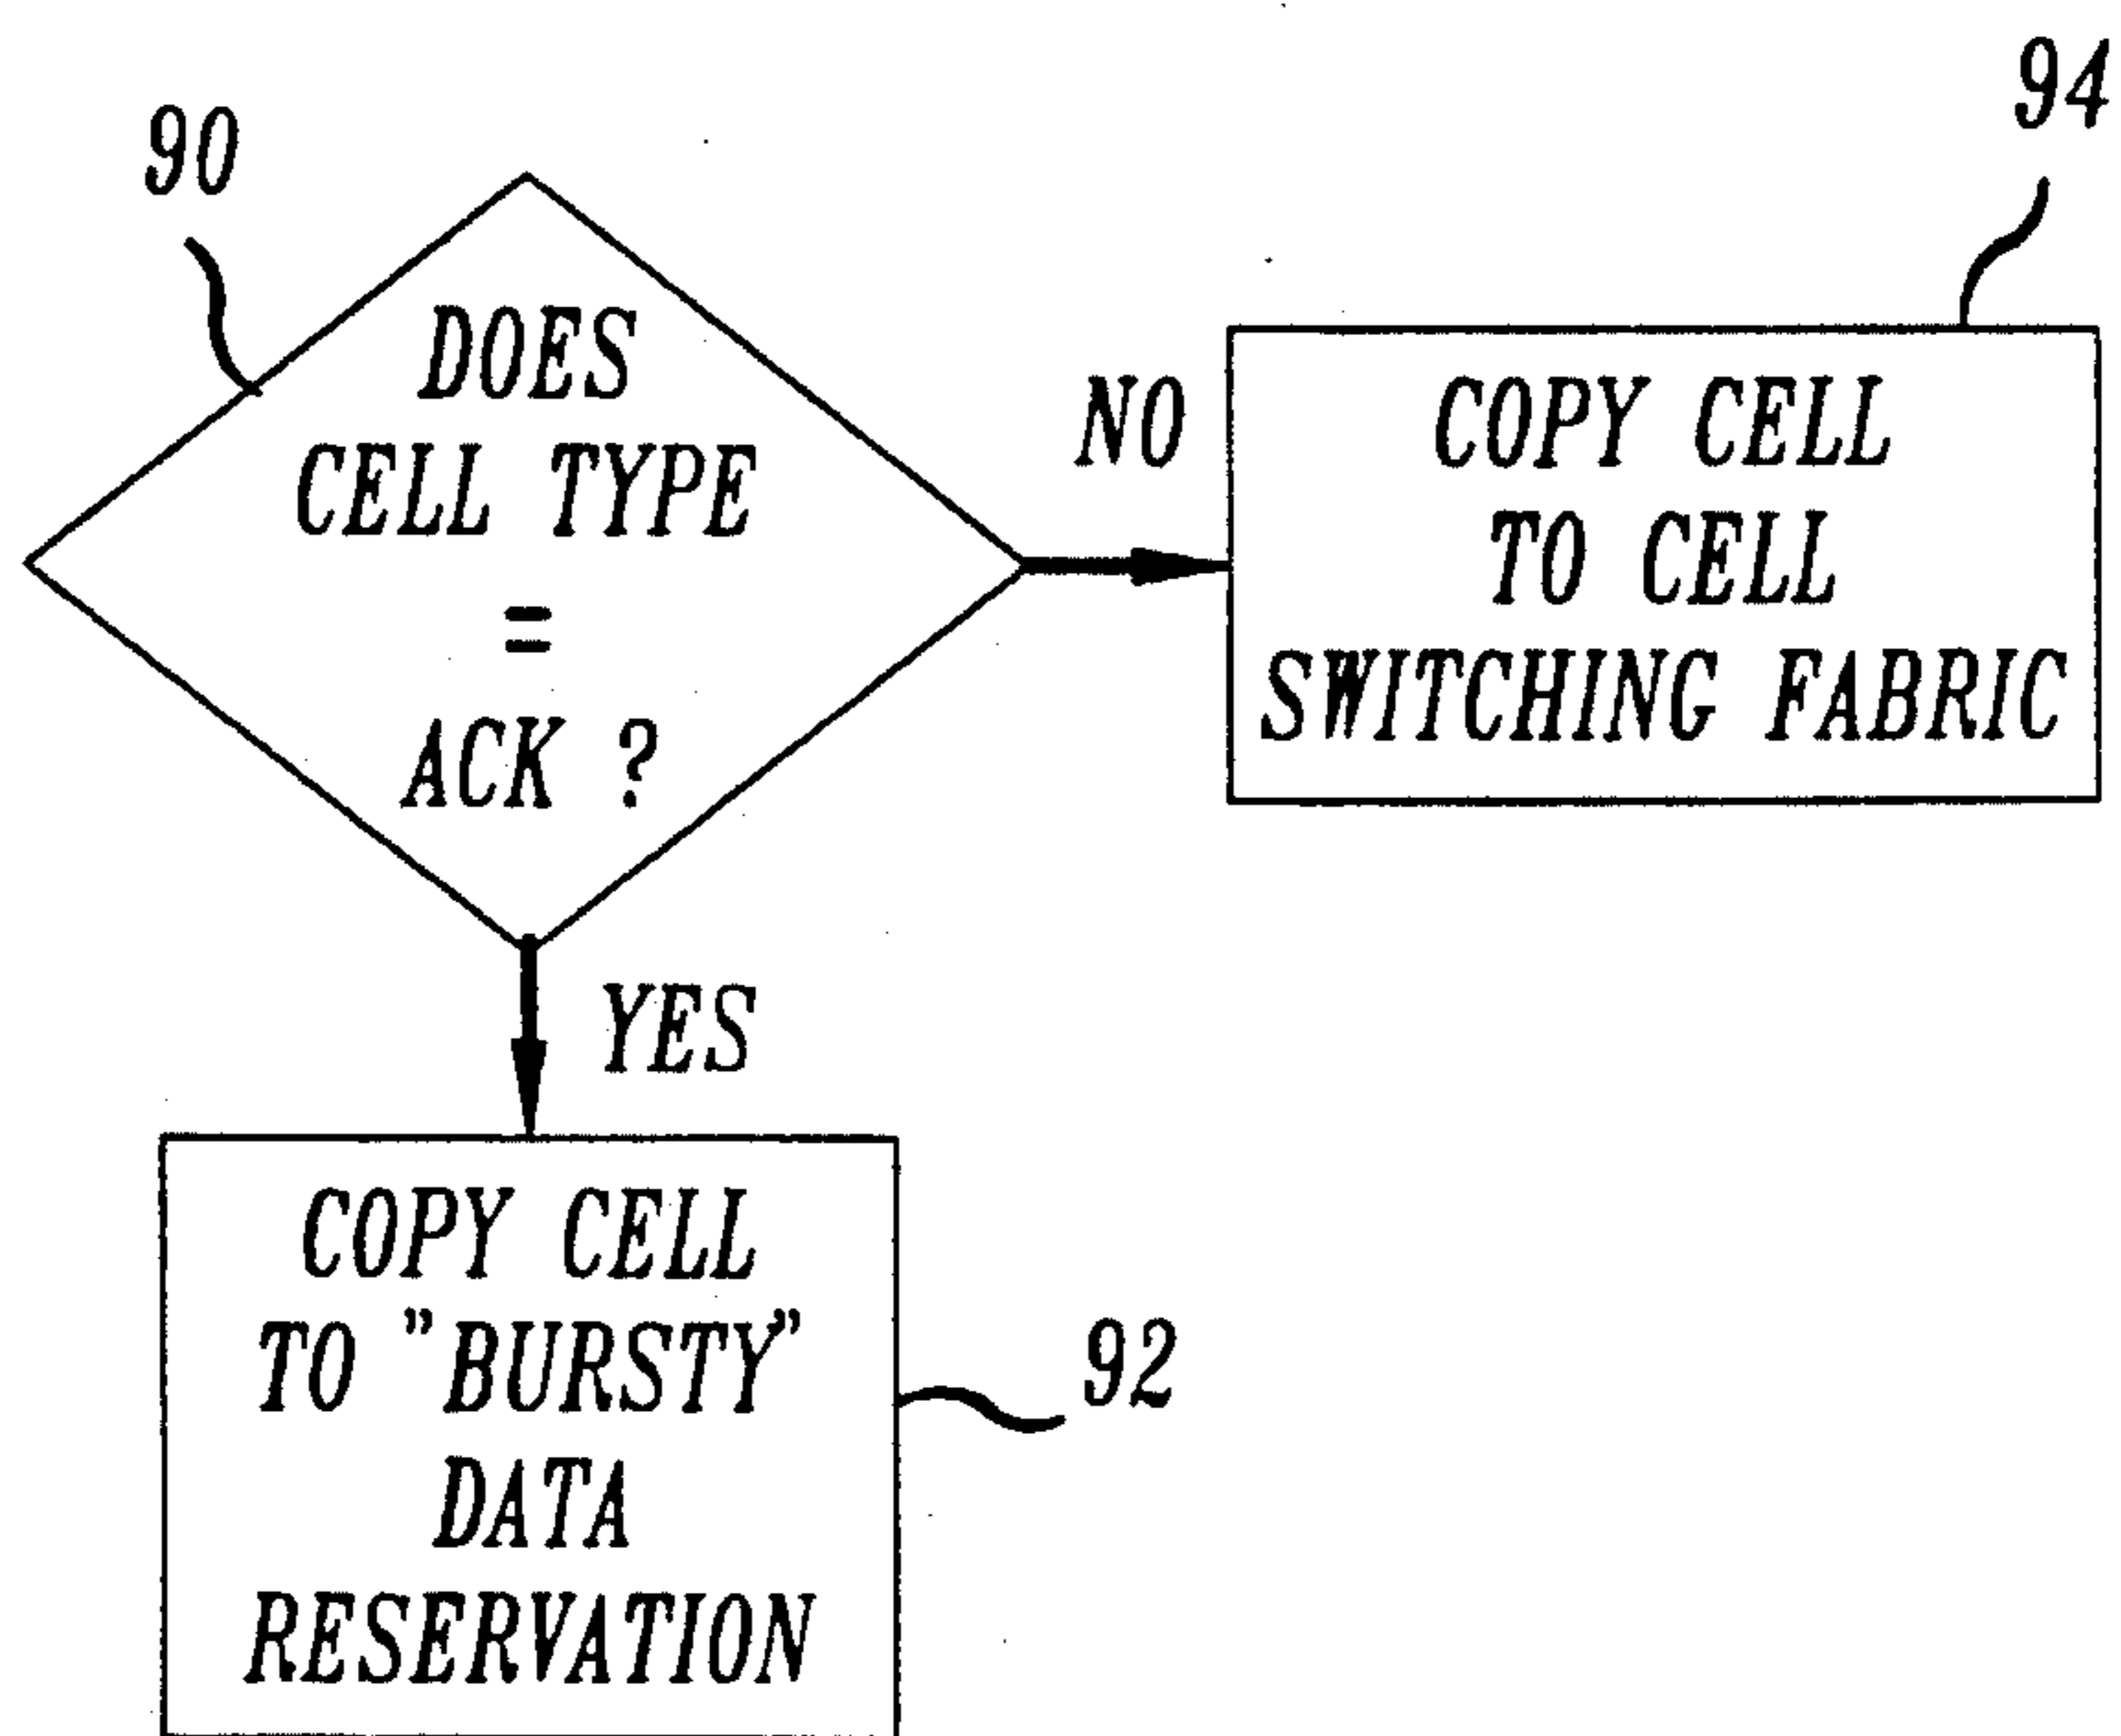 90
DOES
CELL TYPE
=
ACK ?
NO
94
COPY CELL
TO CELL
SWITCHING FABRIC
YES
COPY CELL
TO "BURSTY"
DATA
RESERVATION
92